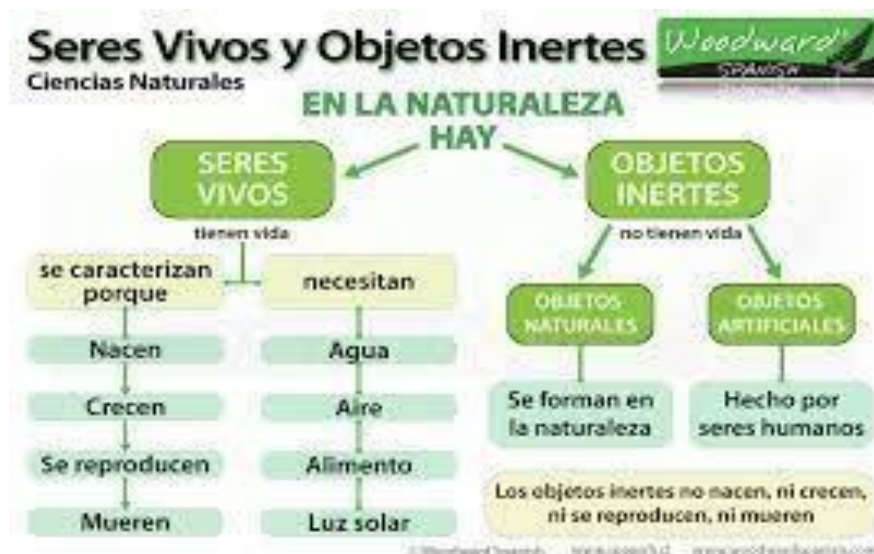 Seres Vivos y Objetos Inertes
Woodward
SPANISH
Ciencias Naturales
EN LA NATURALEZA
HAY
SERES
VIVOS
tienen vida
se caracterizan
porque
Nacen
Crecen
Se reproducen
Mueren
necesitan
Agua
Aire
Alimento
Luz solar
OBJETOS
INERTES
no tienen vida
OBJETOS
NATURALES
Se forman en
la naturaleza
OBJETOS
ARTIFICIALES
Hecho por
seres humanos
Los objetos inertes no nacen, ni crecen,
ni se reproducen, ni mueren
© Woodward Spanish